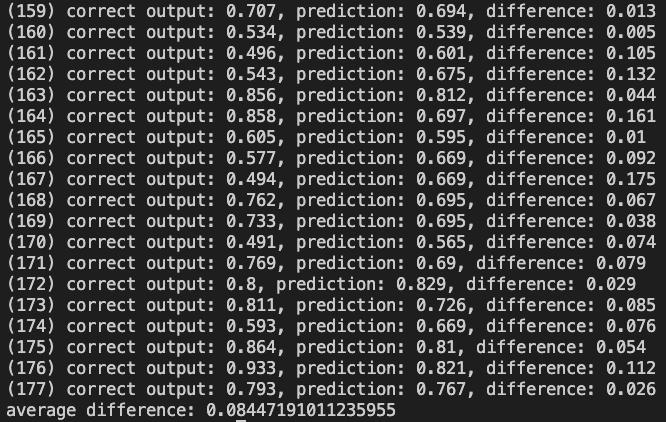 (159) correct output: 0.707, prediction: 0.694, difference: 0.013
(160) correct output: 0.534, prediction: 0.539, difference: 0.005
(161) correct output: 0.496, prediction: 0.601, difference: 0.105
(162) correct output: 0.543, prediction: 0.675, difference: 0.132
(163) correct output: 0.856, prediction: 0.812, difference: 0.044
(164) correct output: 0.858, prediction: 0.697, difference: 0.161
(165) correct output: 0.605, prediction: 0.595, difference: 0.01
(166) correct output: 0.577, prediction: 0.669, difference: 0.092
(167) correct output: 0.494, prediction: 0.669, difference: 0.175
(168) correct output: 0.762, prediction: 0.695, difference: 0.067
(169) correct output: 0.733, prediction: 0.695, difference: 0.038
(170) correct output: 0.491, prediction: 0.565, difference: 0.074
(171) correct output: 0.769, prediction: 0.69, difference: 0.079
(172) correct output: 0.8, prediction: 0.829, difference: 0.029
(173) correct output: 0.811, prediction: 0.726, difference: 0.085
(174) correct output: 0.593, prediction: 0.669, difference: 0.076
(175) correct output: 0.864, prediction: 0.81, difference: 0.054
(176) correct output: 0.933, prediction: 0.821, difference: 0.112
(177) correct output: 0.793, prediction: 0.767, difference: 0.026
average difference: 0.08447191011235955